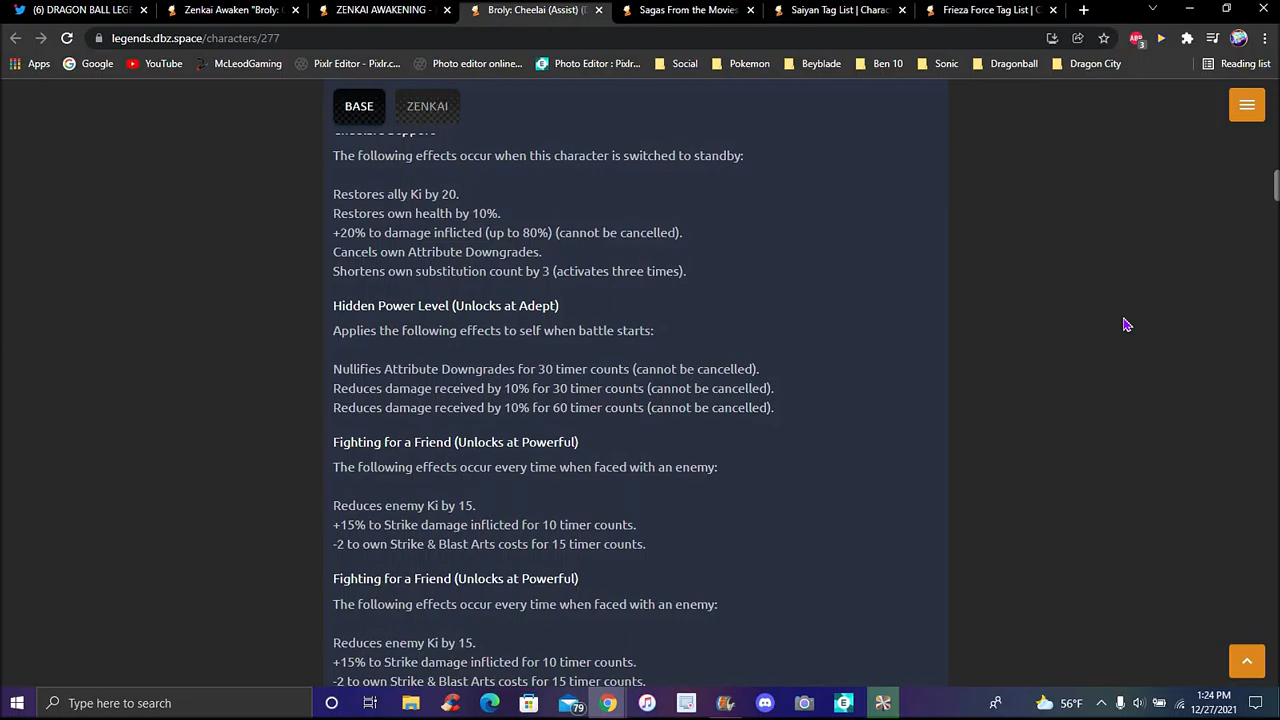 (6) DRAGON BALL LEGE
Zenkai Awaken "Broly:
ZENKAI AWAKENING -
Broly: Cheelai (Assist) (D
Sagas From the Movies
Saiyan Tag List | Charac
Frieza Force Tag List | C
legends.dbz.space/characters/277
3
Apps
Google
YouTube
McLeodGaming
Pixlr Editor - Pixlr.c...
Photo editor online...
Photo Editor : Pixlr...
Social
Pokemon
Beyblade
Ben 10
Sonic
Dragonball
Dragon City
Reading list
BASE
ZENKAI
The following effects occur when this character is switched to standby:
Restores ally Ki by 20.
Restores own health by 10%.
+20% to damage inflicted (up to 80%) (cannot be cancelled).
Cancels own Attribute Downgrades.
Shortens own substitution count by 3 (activates three times).
Hidden Power Level (Unlocks at Adept)
Applies the following effects to self when battle starts:
Nullifies Attribute Downgrades for 30 timer counts (cannot be cancelled).
Reduces damage received by 10% for 30 timer counts (cannot be cancelled).
Reduces damage received by 10% for 60 timer counts (cannot be cancelled).
Fighting for a Friend (Unlocks at Powerful)
The following effects occur every time when faced with an enemy:
Reduces enemy Ki by 15.
+15% to Strike damage inflicted for 10 timer counts.
-2 to own Strike & Blast Arts costs for 15 timer counts.
Fighting for a Friend (Unlocks at Powerful)
The following effects occur every time when faced with an enemy:
Reduces enemy Ki by 15.
+15% to Strike damage inflicted for 10 timer counts.
-2 to own Strike & Blast Arts costs for 15 timer counts.
Type here to search
79
56°F
1:24 PM
12/27/2021